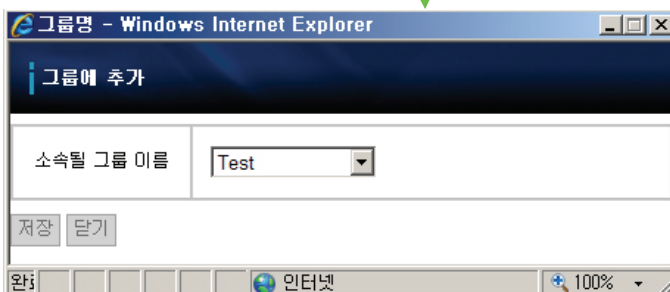 그룹명 - Windows Internet Explorer
그룹에 추가
소속될 그룹 이름 Test
저장 닫기
인터넷 100%